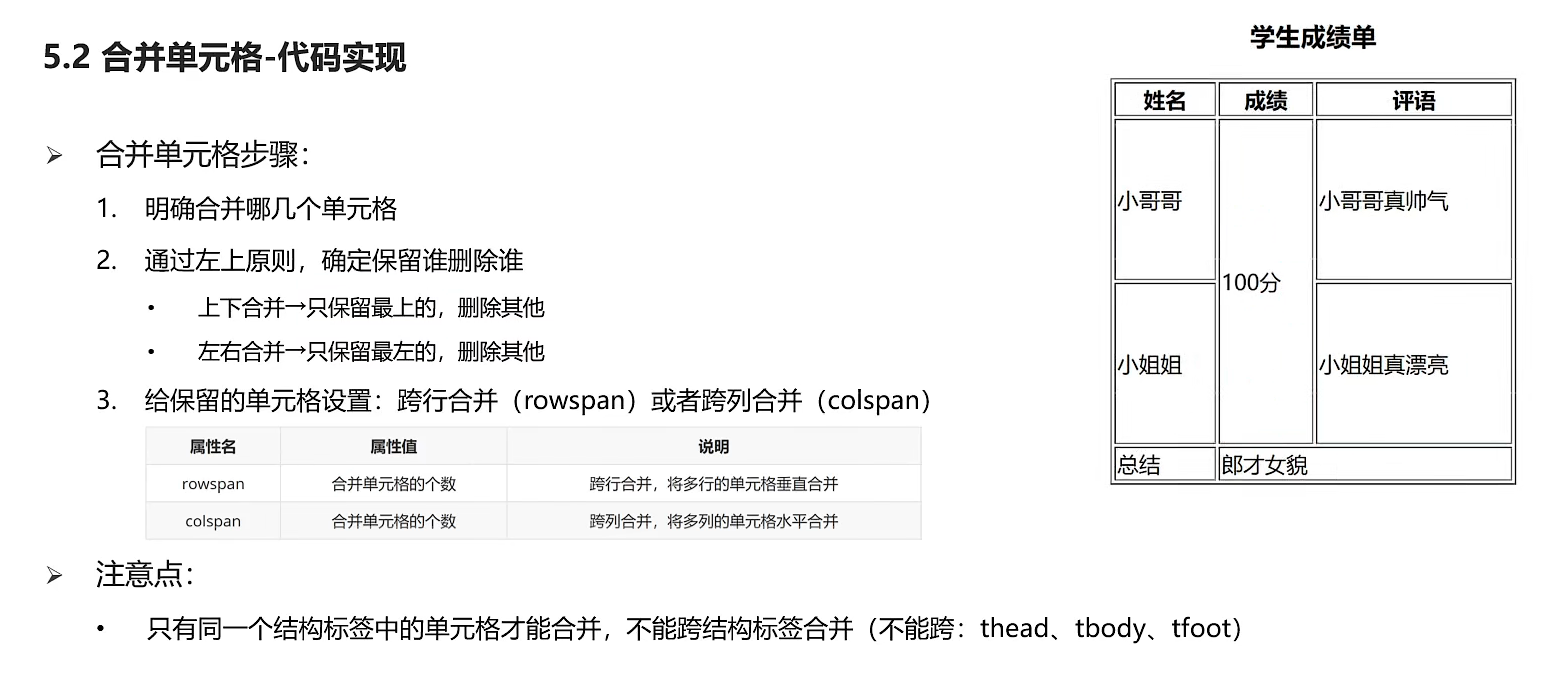 5.2 合并单元格-代码实现
合并单元格步骤：
1. 明确合并哪几个单元格
2. 通过左上原则，确定保留谁删除谁
• 上下合并→只保留最上的，删除其他
• 左右合并→只保留最左的，删除其他
3. 给保留的单元格设置：跨行合并（rowspan）或者跨列合并（colspan）
属性名 属性值 说明
rowspan 合并单元格的个数 跨行合并，将多行的单元格垂直合并
colspan 合并单元格的个数 跨列合并，将多列的单元格水平合并
注意点：
• 只有同一个结构标签中的单元格才能合并，不能跨结构标签合并（不能跨：thead、tbody、tfoot）
学生成绩单
姓名 成绩 评语
小哥哥 小哥哥真帅气
100分
小姐姐 小姐姐真漂亮
总结 郎才女貌